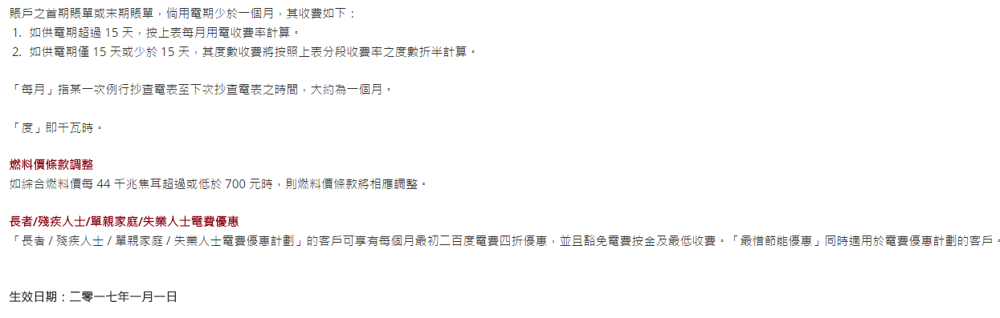 賬戶之首期賬單或末期賬單，倘用電期少於一個月，其收費如下：
1. 如供電期超過 15 天，按上表每月用電收費率計算。
2. 如供電期僅 15 天或少於 15 天，其度數收費將按照上表分段收費率之度數折半計算。
「每月」指某一次例行抄查電表至下次抄查電表之時間，大約為一個月。
「度」即千瓦時。
燃料價條款調整
如綜合燃料價每 44 千兆焦耳超過或低於 700 元時，則燃料價條款將相應調整。
長者/殘疾人士/單親家庭/失業人士電費優惠
「長者 / 殘疾人士 / 單親家庭 / 失業人士電費優惠計劃」的客戶可享有每個月最初二百度電費四折優惠，並且豁免電費按金及最低收費。「最惜節能優惠」同時適用於電費優惠計劃的客戶。
生效日期：二零一七年一月一日